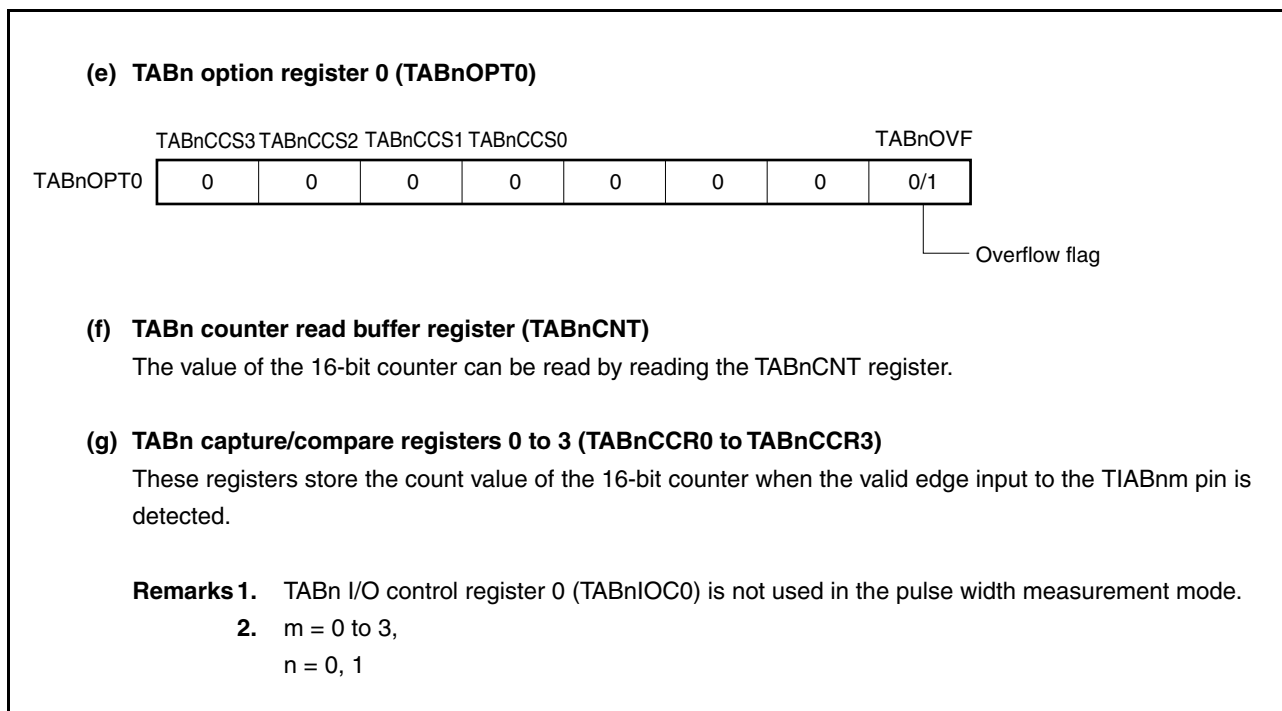 (e) TABn option register 0 (TABnOPT0)
TABnCCS3 TABnCCS2 TABnCCS1 TABnCCS0 TABnOVF
TABnOPT0 0 0 0 0 0 0 0 0/1
Overflow flag
(f) TABn counter read buffer register (TABnCNT)
The value of the 16-bit counter can be read by reading the TABnCNT register.
(g) TABn capture/compare registers 0 to 3 (TABnCCR0 to TABnCCR3)
These registers store the count value of the 16-bit counter when the valid edge input to the TIABnm pin is
detected.
Remarks 1. TABn I/O control register 0 (TABnIOC0) is not used in the pulse width measurement mode.
2. m = 0 to 3,
n = 0, 1